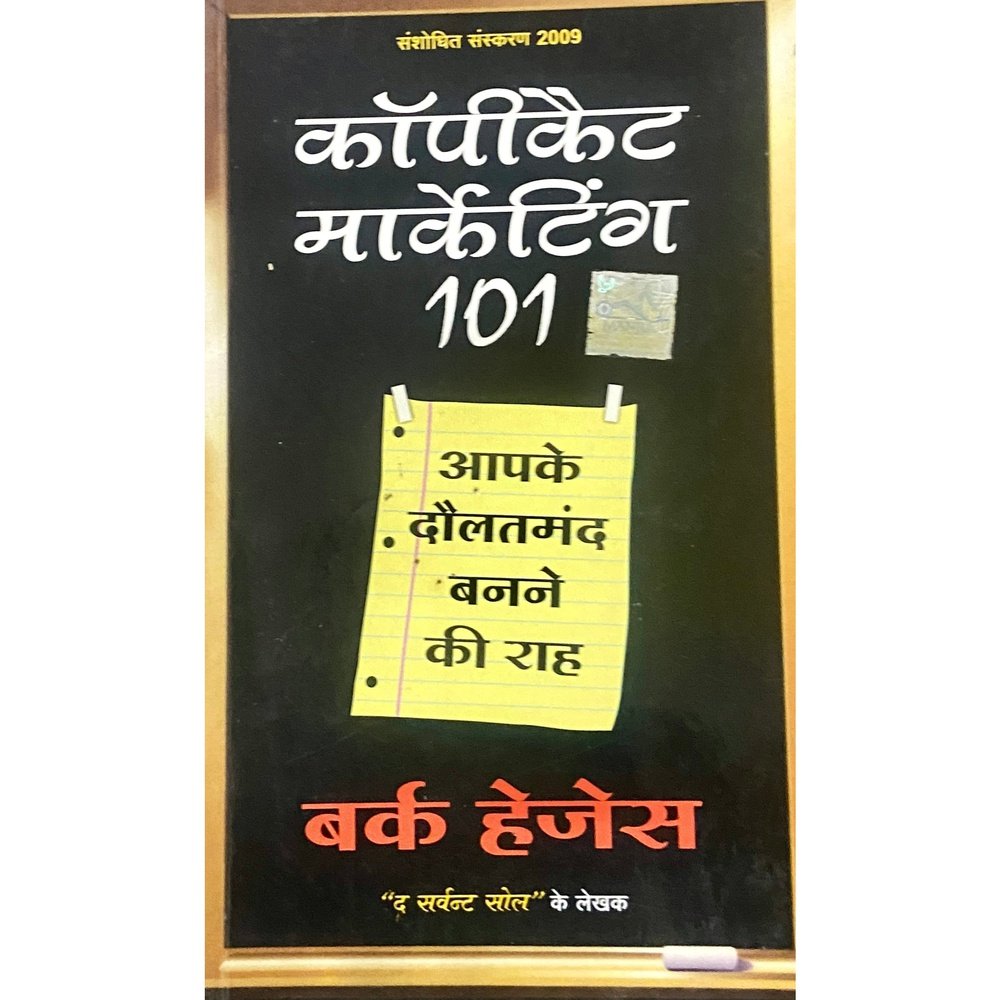 संशोधित संस्करण 2009
कॉपीकैट
मार्केटिंग
101
आपके
दौलतमंद
बनने
की राह
बर्क हेजेस
“द सर्वन्ट सोल” के लेखक